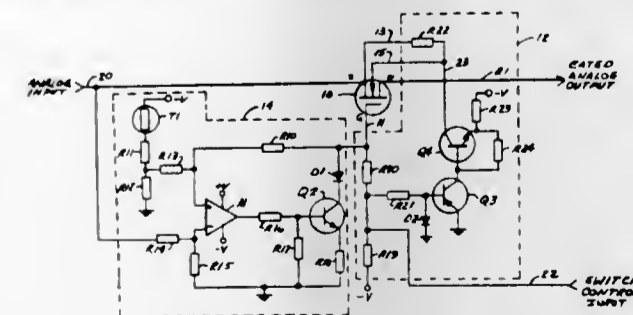 13
R22
12
15
23
ANALOG INPUT
20
21
GATED ANALOG OUTPUT
10
-V
T1
14
-V
R23
R11
R13
R10
11
Q4
R24
D1
R20
R12
+V
Q2
R21
Q3
R16
D2
R14
-V
R17
R15
R18
R19
22
-V
SWITCH CONTROL INPUT